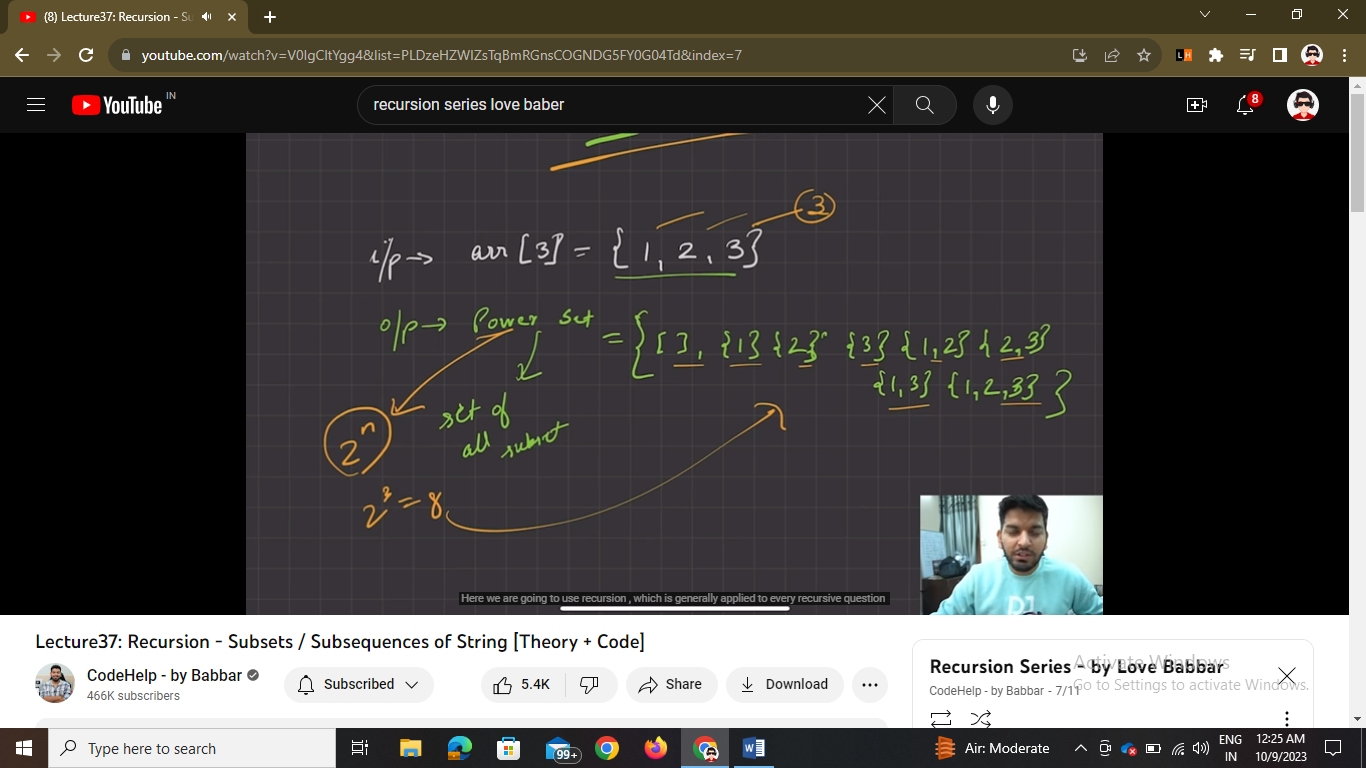 (8) Lecture37: Recursion - Su
youtube.com/watch?v=V0IgCltYgg4&list=PLDzeHZWIZsTqBmRGnsCOGNDG5FY0G04Td&index=7
YouTube IN
recursion series love baber
8
3
i/p→ arr [3] = { 1, 2, 3}
o/p→ Power set = { [ ], {1} {2} {3} {1,2} { 2,3}
{1,3} {1,2,3} }
set of
all subset
2ⁿ
2³ = 8
Here we are going to use recursion , which is generally applied to every recursive question
Lecture37: Recursion - Subsets / Subsequences of String [Theory + Code]
CodeHelp - by Babbar
466K subscribers
Subscribed
5.4K
Share
Download
Recursion Series - by Love Babbar
CodeHelp - by Babbar - 7/11
Activate Windows
Go to Settings to activate Windows.
Type here to search
99+
Air: Moderate
ENG
IN
12:25 AM
10/9/2023